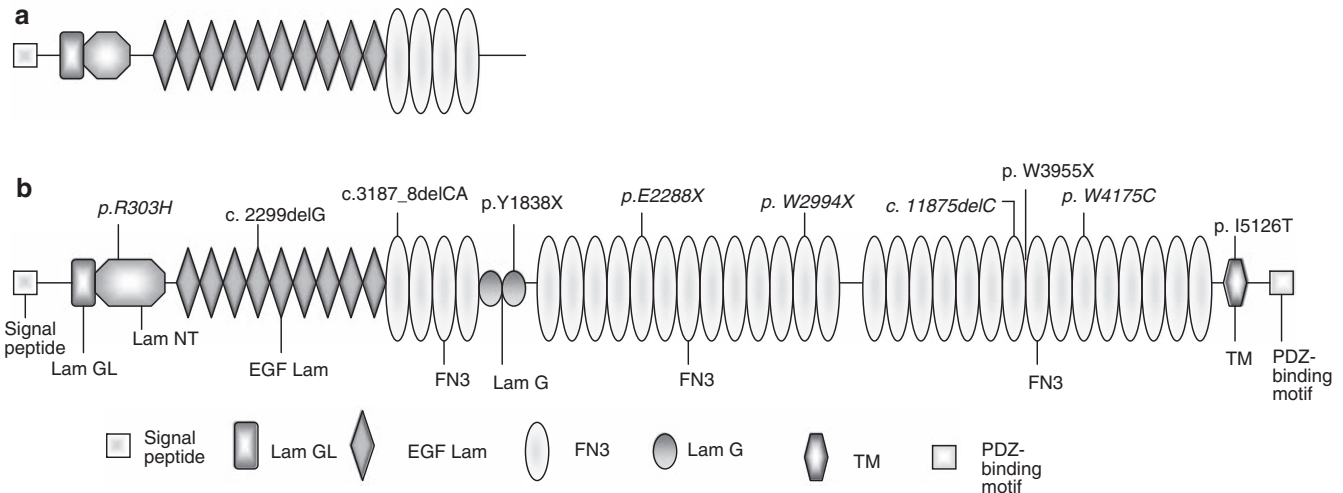 a
b
p.R303H
c. 2299delG
c.3187_8delCA
p.Y1838X
p.E2288X
p. W2994X
c. 11875delC
p. W3955X
p. W4175C
p. I5126T
Signal
peptide
Lam GL
Lam NT
EGF Lam
FN3
Lam G
FN3
FN3
TM
PDZ-
binding
motif
Signal
peptide
Lam GL
EGF Lam
FN3
Lam G
TM
PDZ-
binding
motif